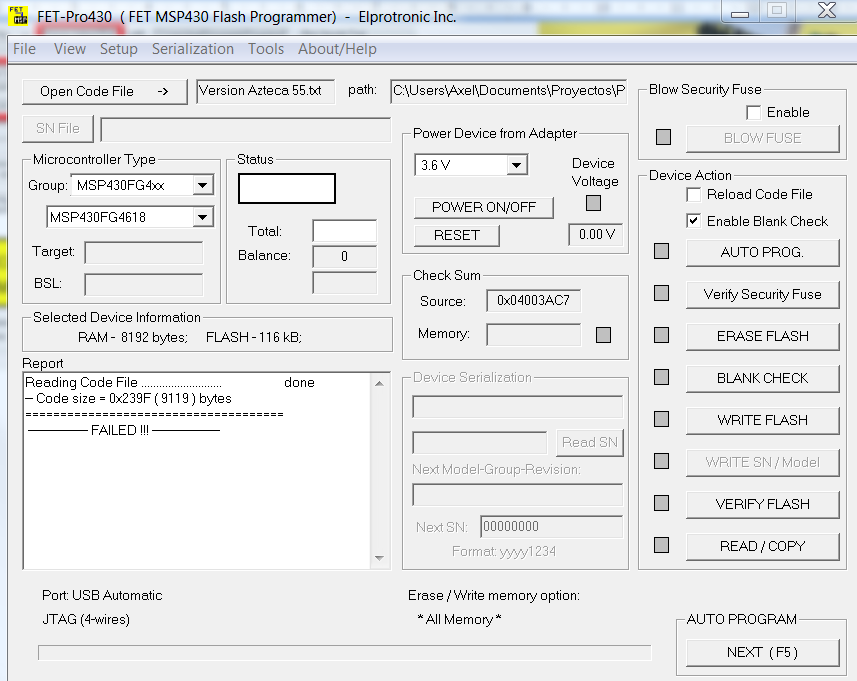 FET-Pro430 ( FET MSP430 Flash Programmer) - Elprotronic Inc.
File View Setup Serialization Tools About/Help
Open Code File -> Version Azteca 55.txt path: C:\Users\Axel\Documents\Proyectos\P
SN File
Microcontroller Type
Group: MSP430FG4xx
MSP430FG4618
Target:
BSL:
Status
Total:
Balance: 0
Selected Device Information
RAM - 8192 bytes; FLASH - 116 kB;
Report
Reading Code File .......................... done
-- Code size = 0x239F ( 9119 ) bytes
=====================================
--------- FAILED !!! ----------
Power Device from Adapter
3.6 V
Device
Voltage
POWER ON/OFF
RESET
0.00 V
Check Sum
Source: 0x04003AC7
Memory:
Device Serialization
Read SN
Next Model-Group-Revision:
Next SN: 00000000
Format: yyyy1234
Blow Security Fuse
Enable
BLOW FUSE
Device Action
Reload Code File
Enable Blank Check
AUTO PROG.
Verify Security Fuse
ERASE FLASH
BLANK CHECK
WRITE FLASH
WRITE SN / Model
VERIFY FLASH
READ / COPY
Port: USB Automatic
JTAG (4-wires)
Erase / Write memory option:
* All Memory *
AUTO PROGRAM
NEXT ( F5 )